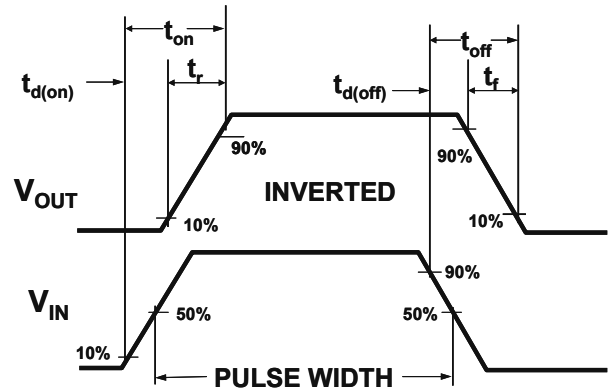 t_on
t_off
t_d(on)
t_r
t_d(off)
t_f
90%
90%
V_OUT
INVERTED
10%
10%
90%
V_IN
50%
50%
10%
PULSE WIDTH